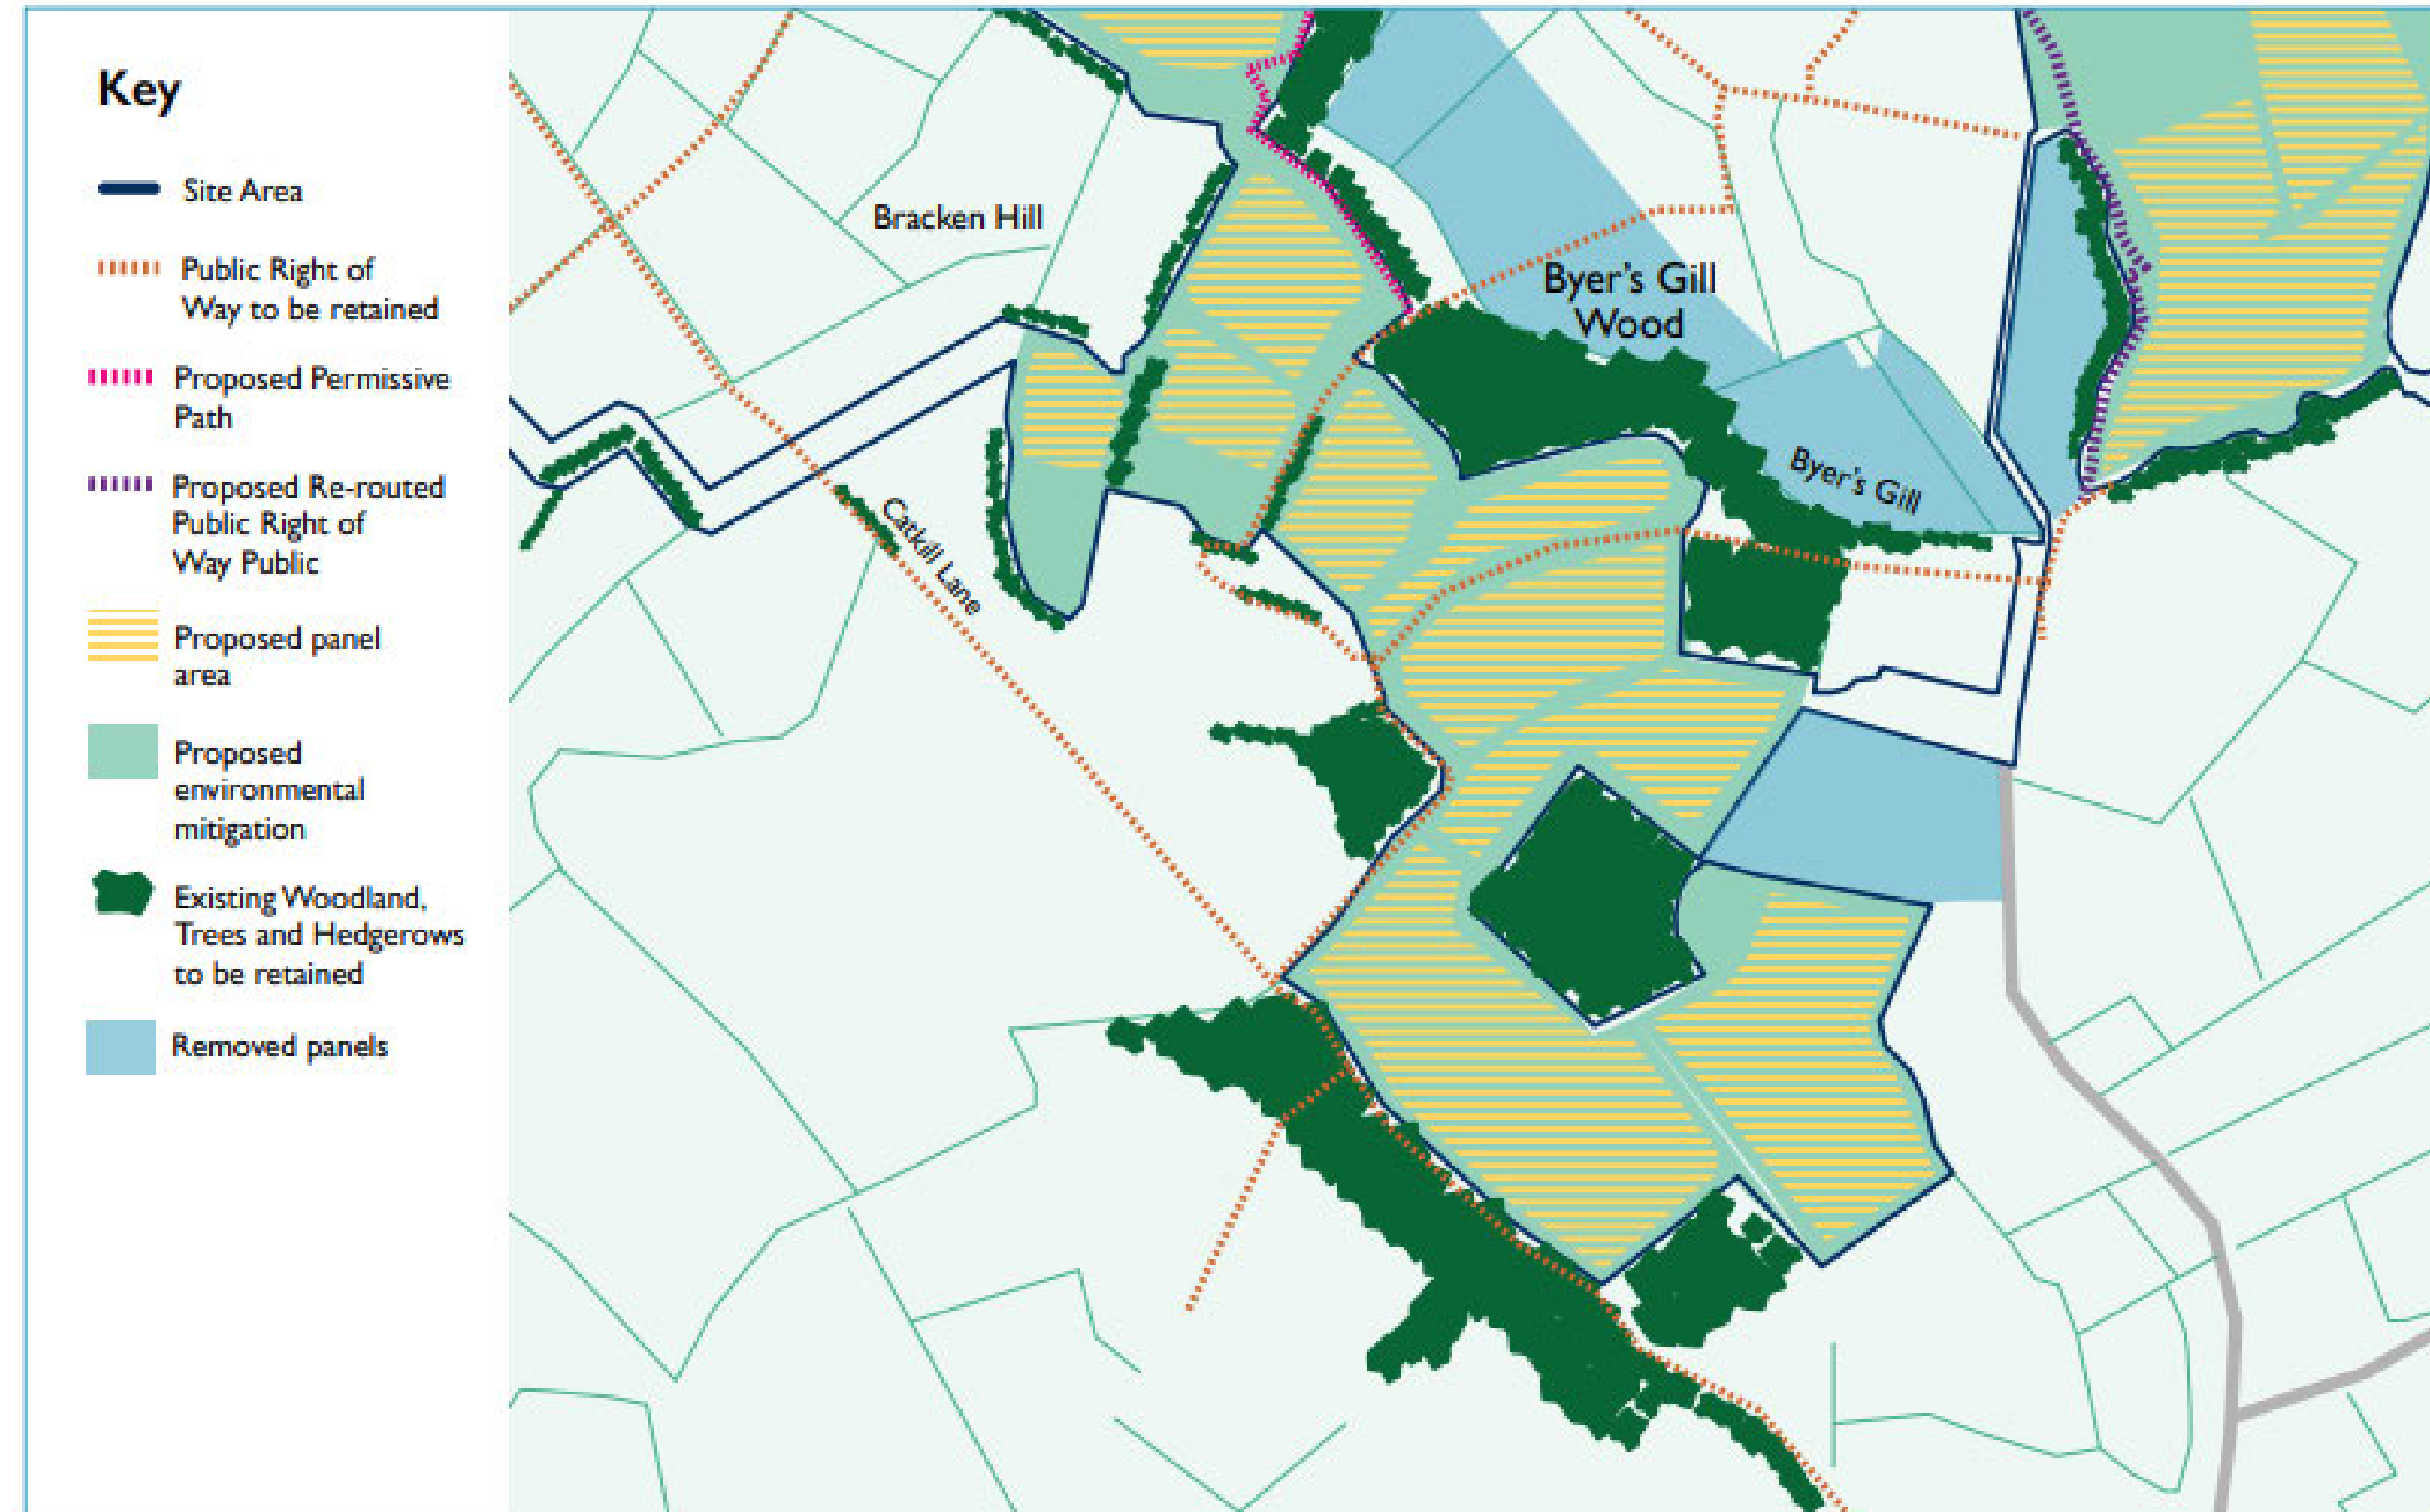 Key
Site Area
Public Right of
Way to be retained
Proposed Permissive
Path
Proposed Re-routed
Public Right of
Way Public
Proposed panel
area
Proposed
environmental
mitigation
Existing Woodland,
Trees and Hedgerows
to be retained
Removed panels
Bracken Hill
Byer's Gill
Wood
Byer's Gill
Catkill Lane